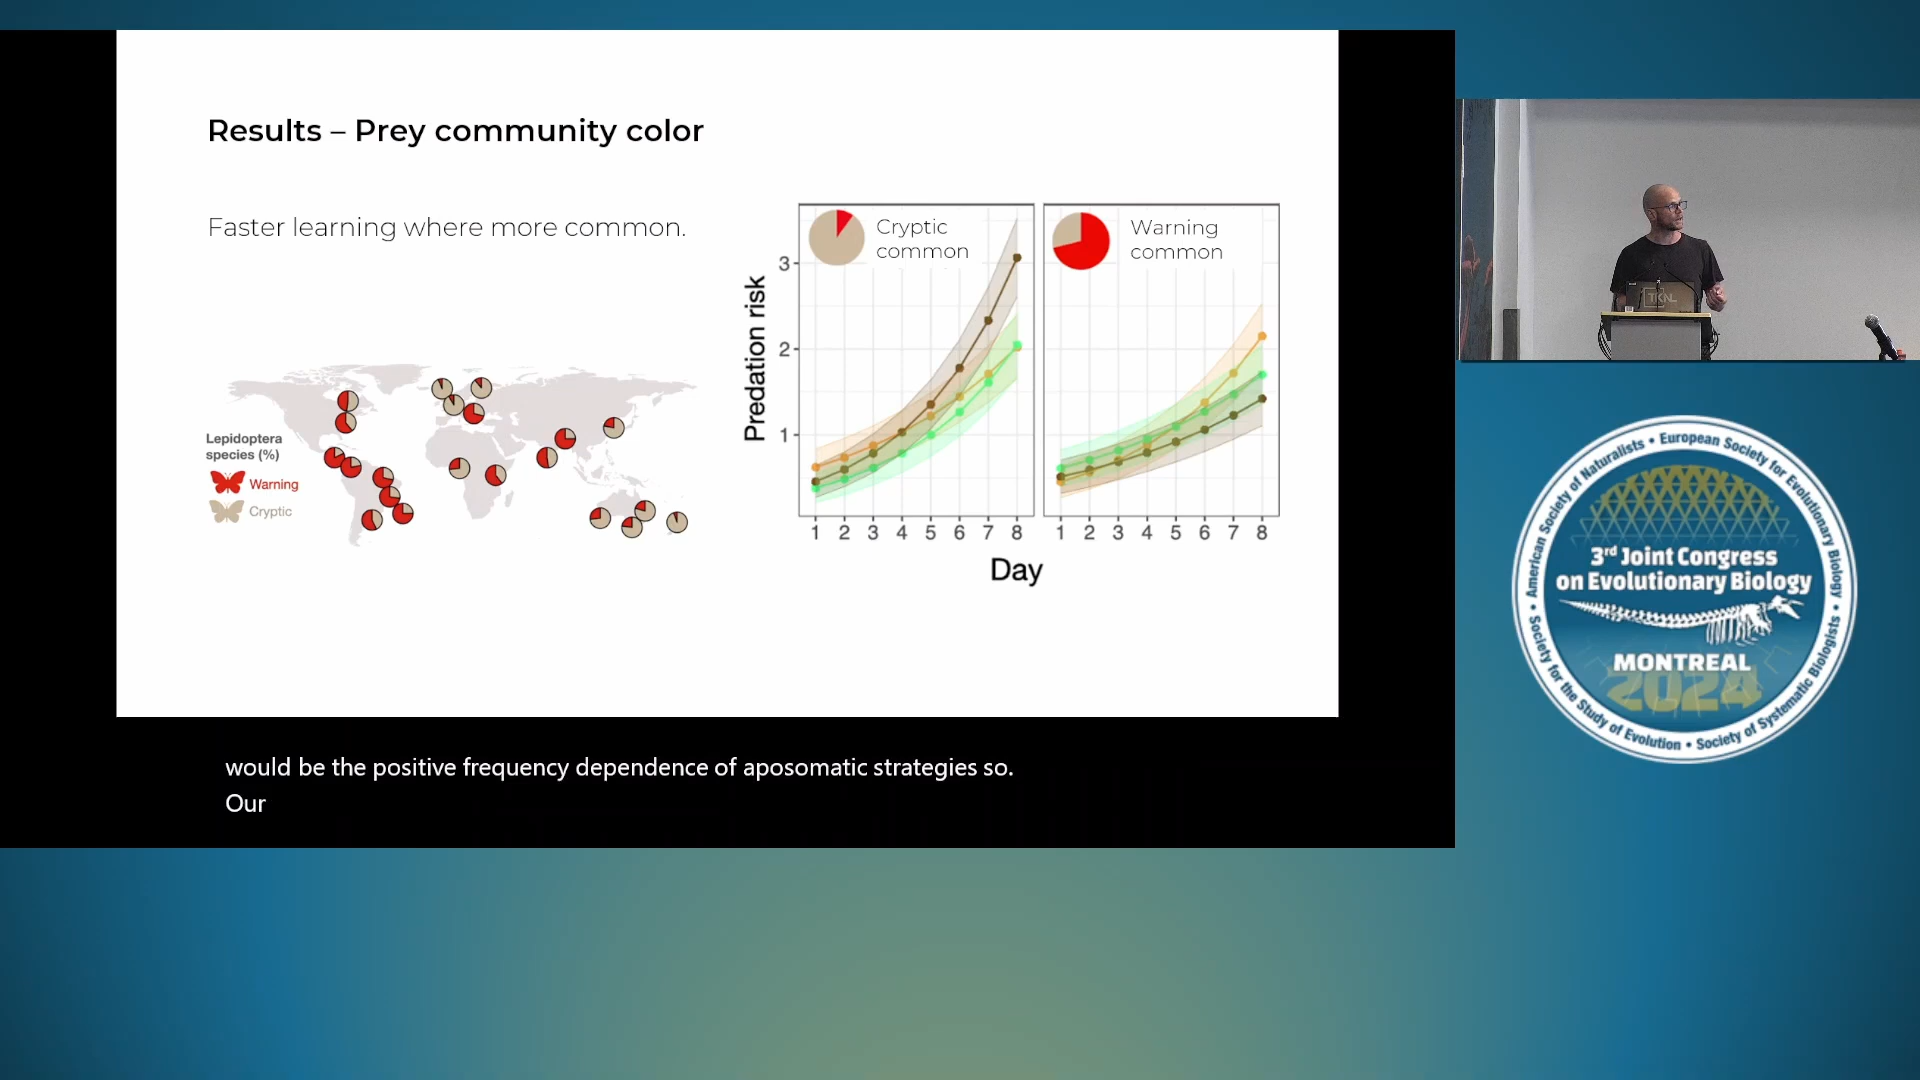 Results – Prey community color
Faster learning where more common.
Lepidoptera
species (%)
Warning
Cryptic
Cryptic
common
Warning
common
Predation risk
3
2
1
1 2 3 4 5 6 7 8
1 2 3 4 5 6 7 8
Day
would be the positive frequency dependence of aposomatic strategies so.
Our
TKNL
American Society of Naturalists • European Society for Evolutionary Biology • Society of Systematic Biologists • Society for the Study of Evolution •
3rd Joint Congress
on Evolutionary Biology
MONTREAL
2024